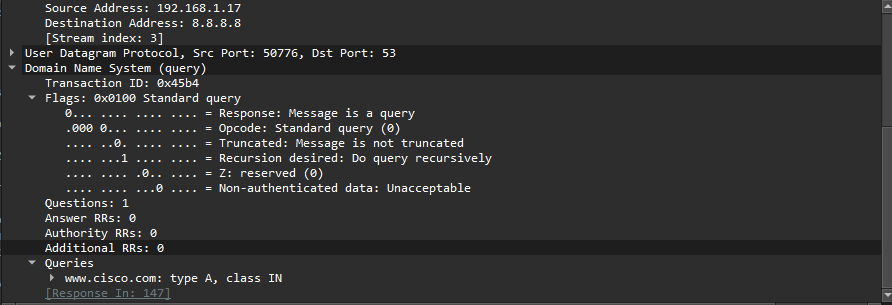 Source Address: 192.168.1.17
Destination Address: 8.8.8.8
[Stream index: 3]
User Datagram Protocol, Src Port: 50776, Dst Port: 53
Domain Name System (query)
Transaction ID: 0x45b4
Flags: 0x0100 Standard query
0... .... .... .... = Response: Message is a query
.000 0... .... .... = Opcode: Standard query (0)
.... ..0. .... .... = Truncated: Message is not truncated
.... ...1 .... .... = Recursion desired: Do query recursively
.... .... .0.. .... = Z: reserved (0)
.... .... ...0 .... = Non-authenticated data: Unacceptable
Questions: 1
Answer RRs: 0
Authority RRs: 0
Additional RRs: 0
Queries
www.cisco.com: type A, class IN
[Response In: 147]